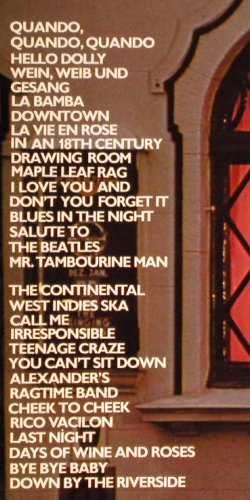 QUANDO,
QUANDO, QUANDO
HELLO DOLLY
WEIN, WEIB UND
GESANG
LA BAMBA
DOWNTOWN
LA VIE EN ROSE
IN AN 18TH CENTURY
DRAWING ROOM
MAPLE LEAF RAG
I LOVE YOU AND
DON'T YOU FORGET IT
BLUES IN THE NIGHT
SALUTE TO
THE BEATLES
MR. TAMBOURINE MAN
DEZ. JAN.
THE CONTINENTAL
WEST INDIES SKA
CALL ME
IRRESPONSIBLE
TEENAGE CRAZE
YOU CAN'T SIT DOWN
ALEXANDER'S
RAGTIME BAND
CHEEK TO CHEEK
RICO VACILON
LAST NIGHT
DAYS OF WINE AND ROSES
BYE BYE BABY
DOWN BY THE RIVERSIDE